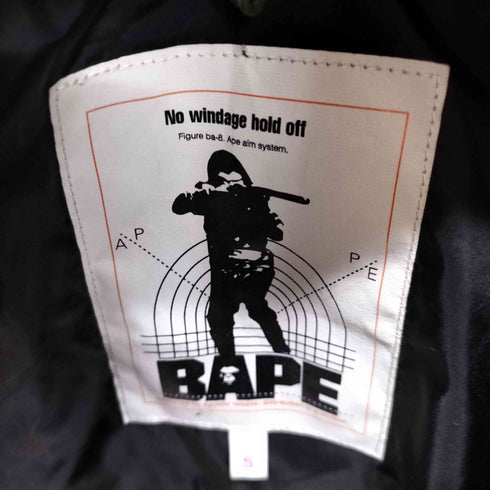 No windage hold off
Figure ba-8. Ape aim system.
A P
P E
BAPE
S